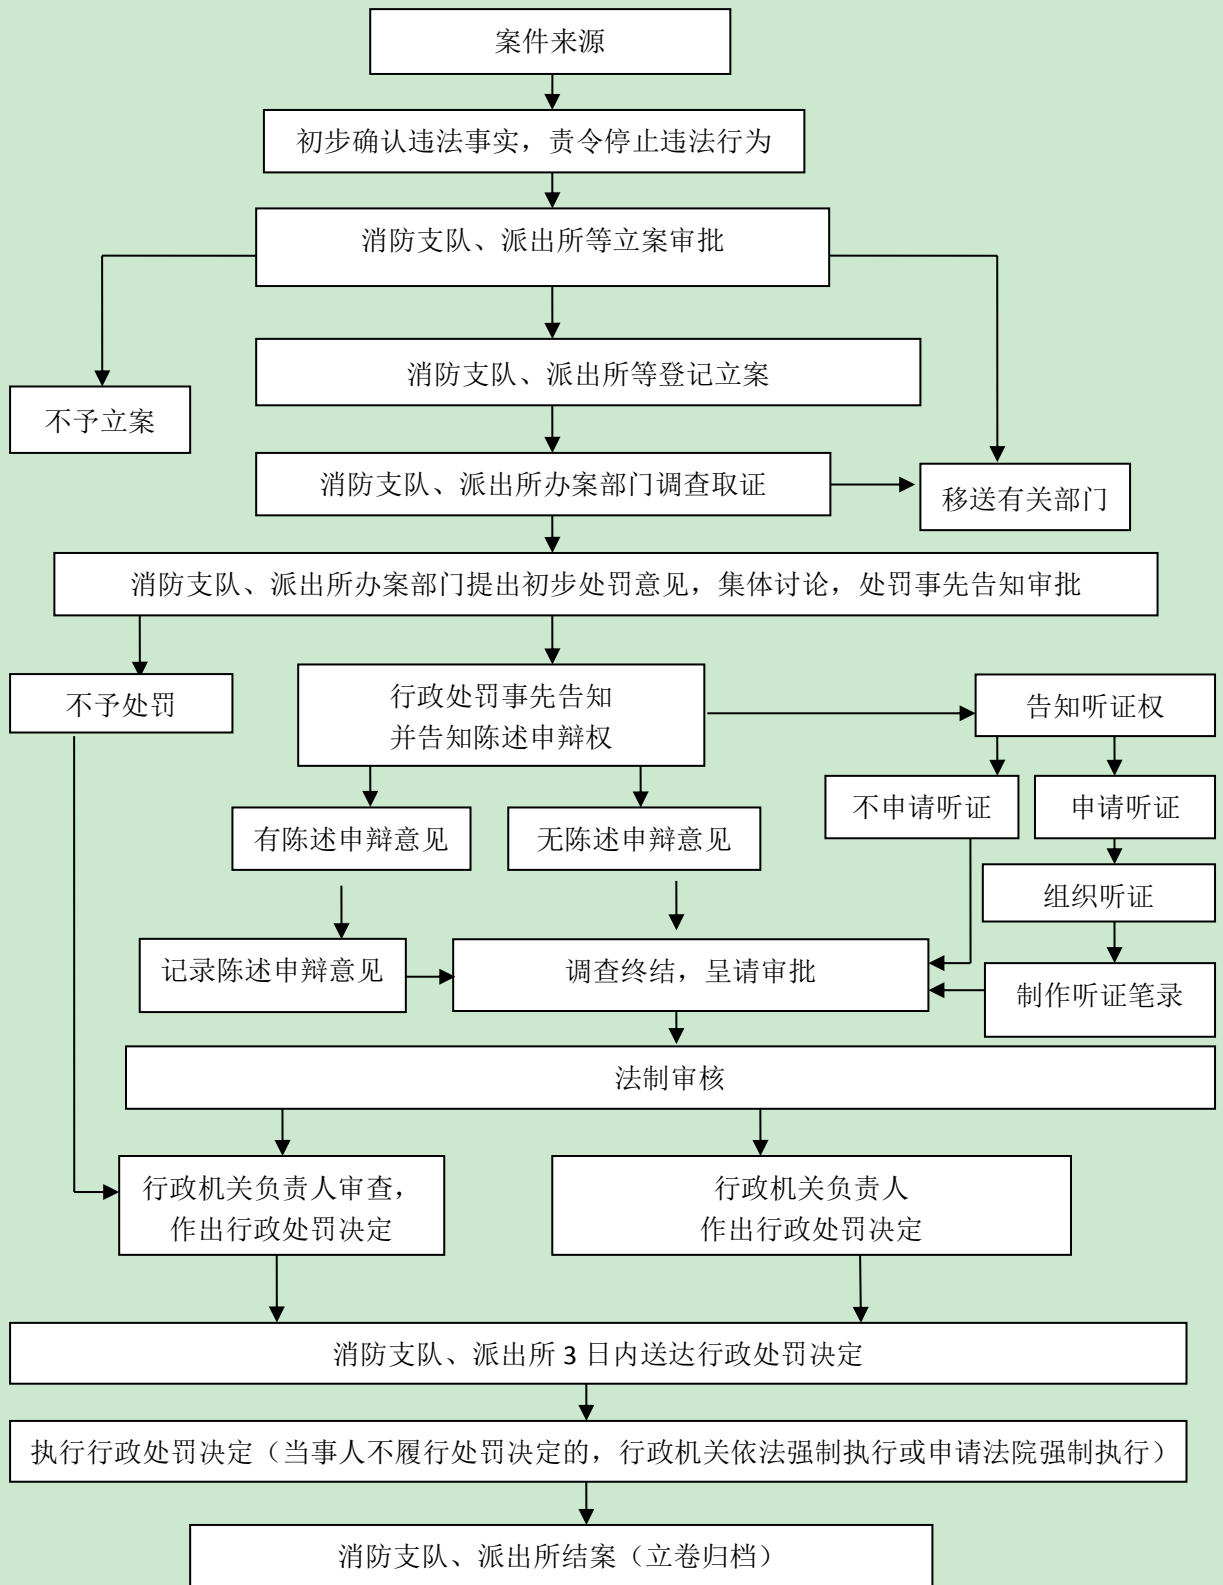 案件来源
初步确认违法事实，责令停止违法行为
消防支队、派出所等立案审批
消防支队、派出所等登记立案
不予立案
消防支队、派出所办案部门调查取证
移送有关部门
消防支队、派出所办案部门提出初步处罚意见，集体讨论，处罚事先告知审批
不予处罚
行政处罚事先告知
并告知陈述申辩权
告知听证权
不申请听证
申请听证
有陈述申辩意见
无陈述申辩意见
组织听证
记录陈述申辩意见
调查终结，呈请审批
制作听证笔录
法制审核
行政机关负责人审查，
作出行政处罚决定
行政机关负责人
作出行政处罚决定
消防支队、派出所 3 日内送达行政处罚决定
执行行政处罚决定（当事人不履行处罚决定的，行政机关依法强制执行或申请法院强制执行）
消防支队、派出所结案（立卷归档）